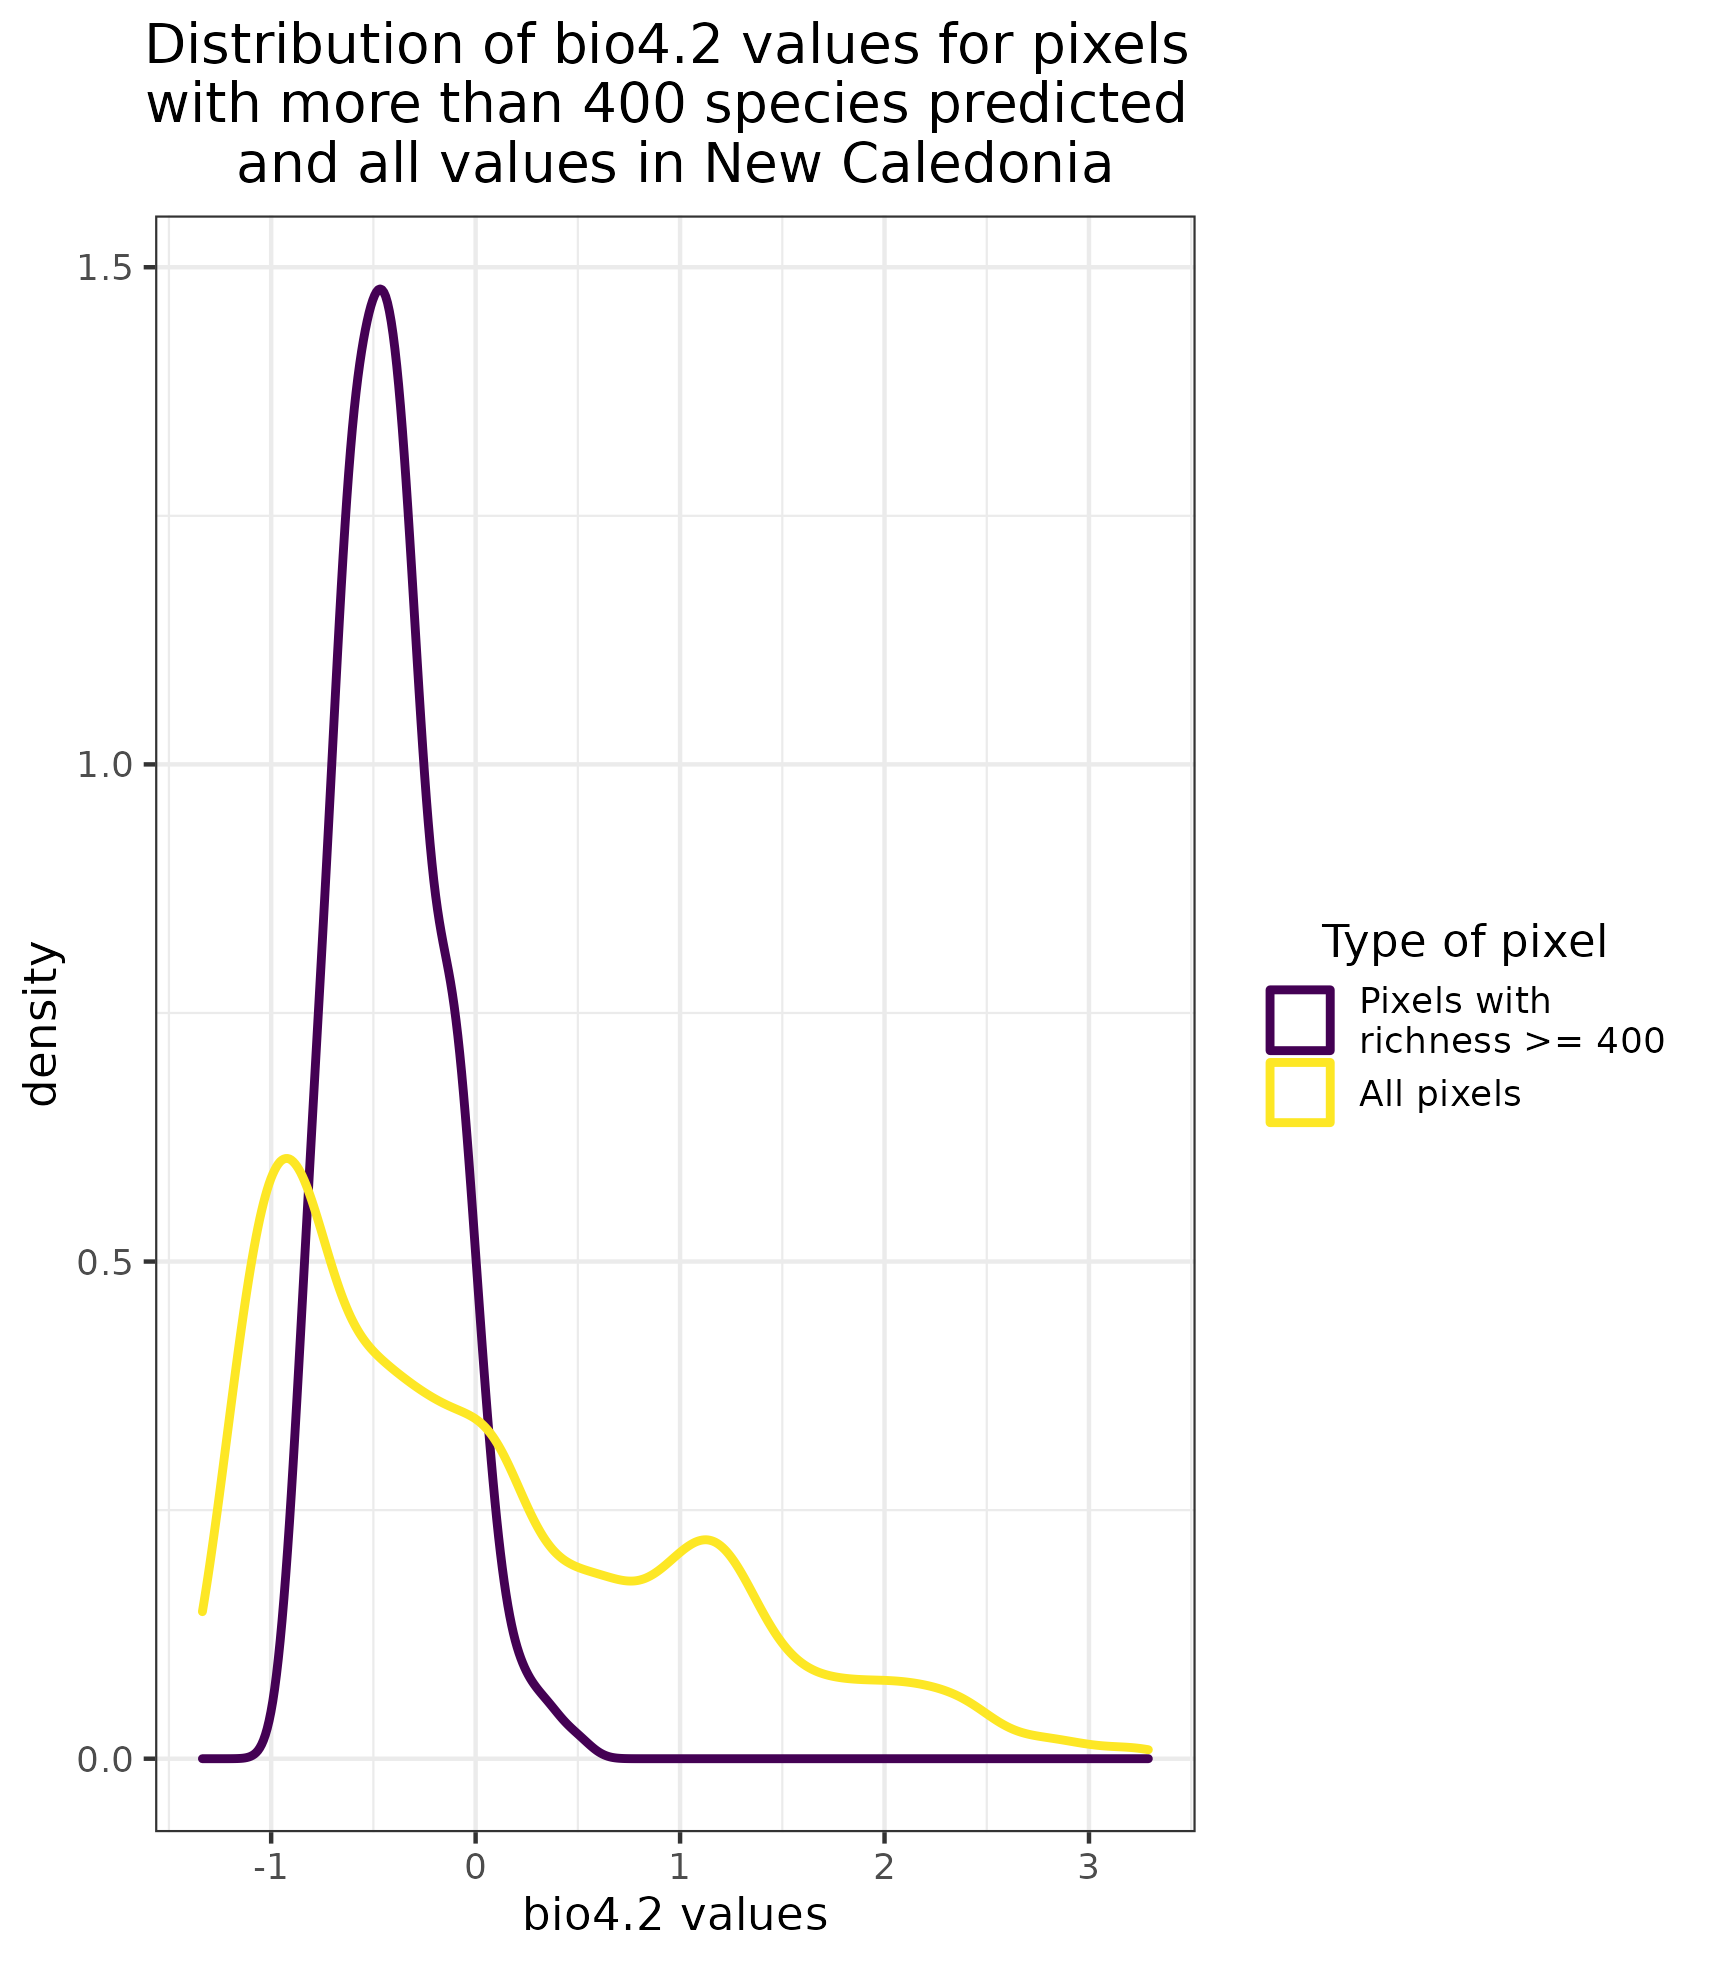 Distribution of bio4.2 values for pixels
with more than 400 species predicted
and all values in New Caledonia
1.5
1.0
0.5
0.0
density
-1
0
1
2
3
bio4.2 values
Type of pixel
Pixels with
richness >= 400
All pixels